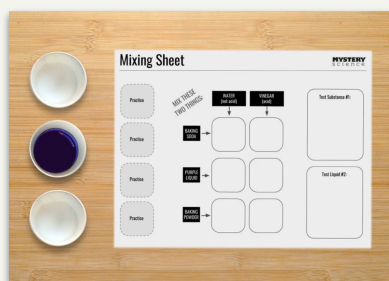 Mixing Sheet
MYSTERY
SCIENCE
MIX THESE
TWO THINGS:
WATER
(not acid)
VINEGAR
(acid)
Practice
Practice
Practice
Practice
BAKING
SODA
PURPLE
LIQUID
BAKING
POWDER
Test Substance #1:
Test Liquid #2: